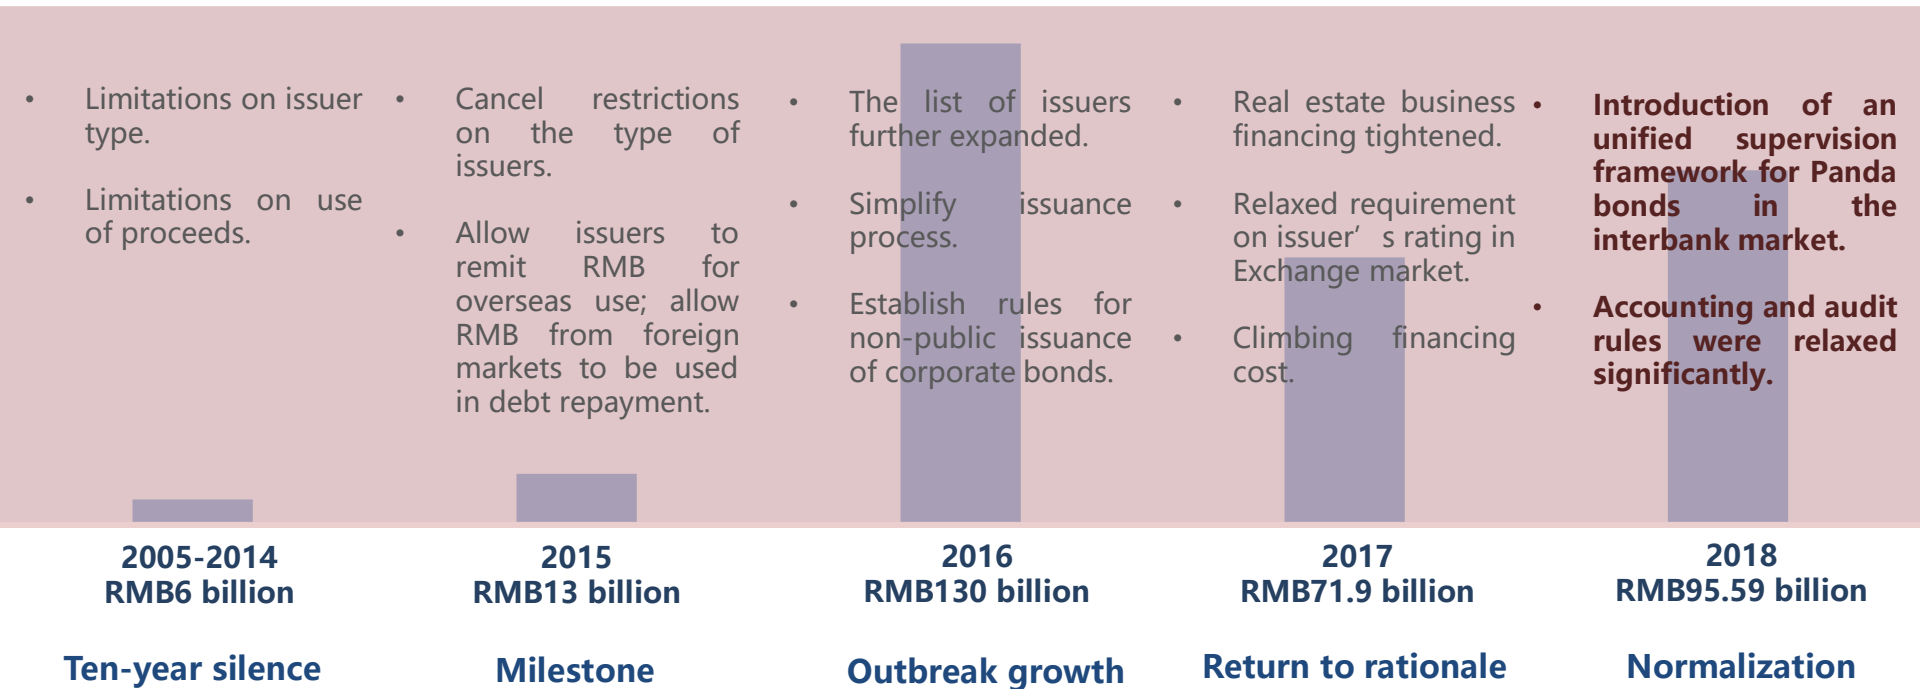 • Limitations on issuer
type.
• Limitations on use
of proceeds.
• Cancel restrictions
on the type of
issuers.
• Allow issuers to
remit RMB for
overseas use; allow
RMB from foreign
markets to be used
in debt repayment.
• The list of issuers
further expanded.
• Simplify issuance
process.
• Establish rules for
non-public issuance
of corporate bonds.
• Real estate business
financing tightened.
• Relaxed requirement
on issuer’ s rating in
Exchange market.
• Climbing financing
cost.
• Introduction of an
unified supervision
framework for Panda
bonds in the
interbank market.
• Accounting and audit
rules were relaxed
significantly.
2005-2014
RMB6 billion
Ten-year silence
2015
RMB13 billion
Milestone
2016
RMB130 billion
Outbreak growth
2017
RMB71.9 billion
Return to rationale
2018
RMB95.59 billion
Normalization